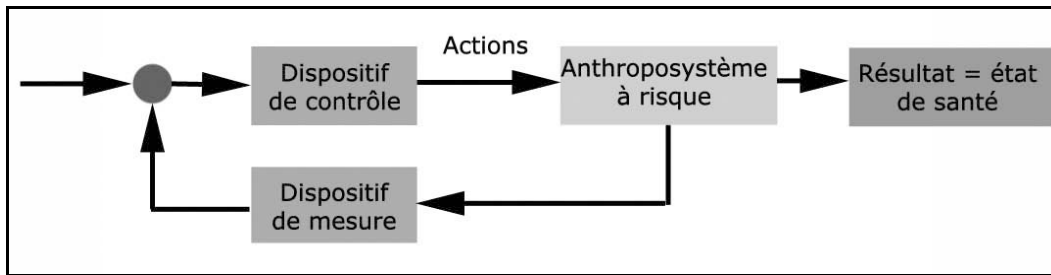 Actions
Dispositif
de contrôle
Anthroposystème
à risque
Résultat = état
de santé
Dispositif
de mesure